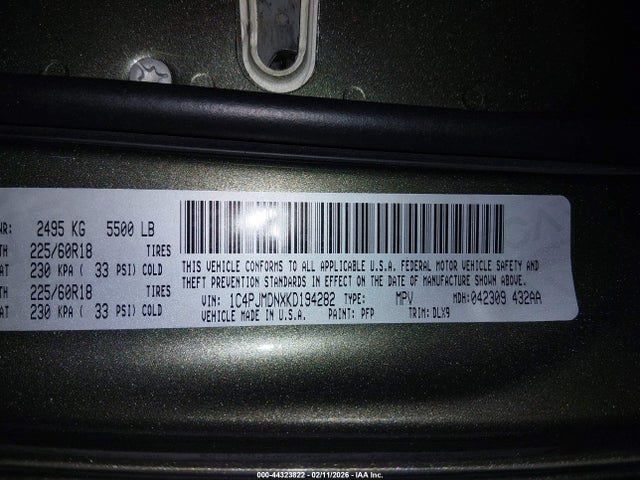 WR: 2495 KG 5500 LB
TH 225/60R18 TIRES
AT 230 KPA ( 33 PSI) COLD
225/60R18 TIRES
AT 230 KPA ( 33 PSI) COLD
THIS VEHICLE CONFORMS TO ALL APPLICABLE U.S.A. FEDERAL MOTOR VEHICLE SAFETY AND
THEFT PREVENTION STANDARDS IN EFFECT ON THE DATE OF MANUFACTURE SHOWN ABOVE.
VIN: 1C4PJMDNXKD194282 TYPE: MPV MDH:042309 432AA
VEHICLE MADE IN U.S.A. PAINT: PFP TRIM: DLX9
000-44323822 - 02/11/2026 - IAA Inc.